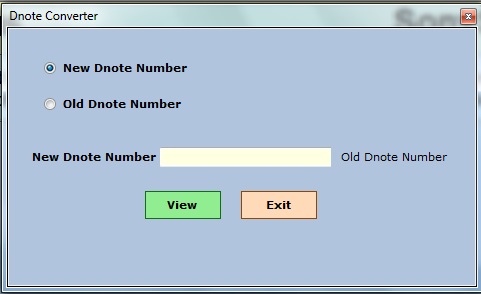 Dnote Converter
New Dnote Number
Old Dnote Number
New Dnote Number Old Dnote Number
View Exit